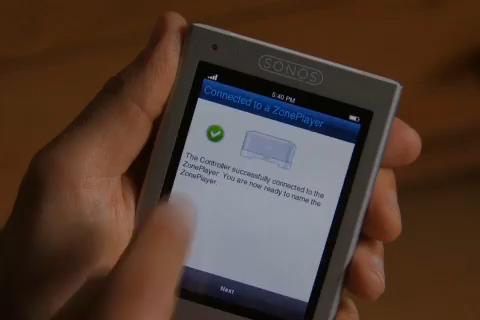 SONOS
5:40 PM
Connected to a ZonePlayer
The Controller successfully connected to the
ZonePlayer. You are now ready to name the
ZonePlayer.
Next